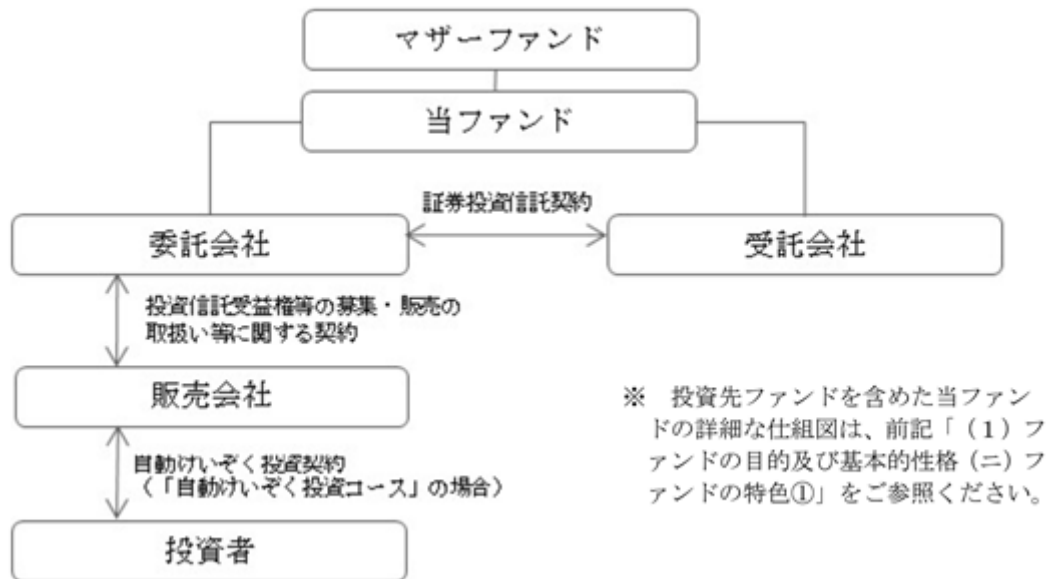 マザーファンド
当ファンド
証券投資信託契約
委託会社
受託会社
投資信託受益権等の募集・販売の
取扱い等に関する契約
販売会社
自動けいぞく投資契約
(「自動けいぞく投資コース」の場合)
投資者
※ 投資先ファンドを含めた当ファン
ドの詳細な仕組図は、前記「(1)フ
ァンドの目的及び基本的性格(ニ)フ
ァンドの特色①」をご参照ください。